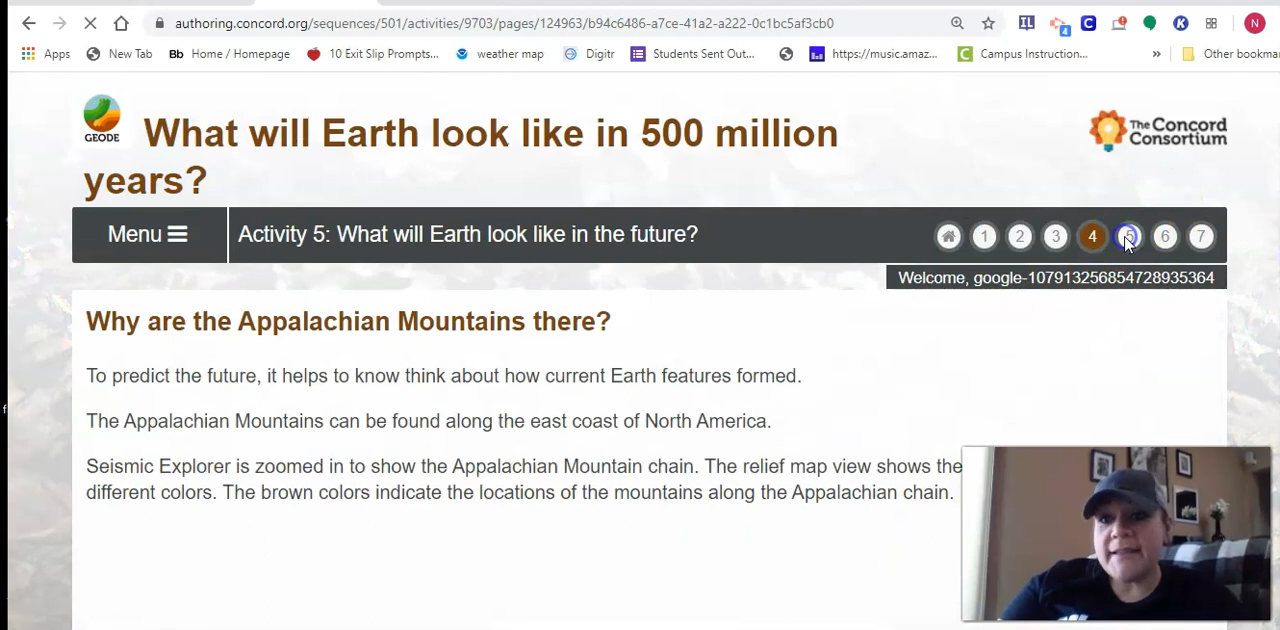 authoring.concord.org/sequences/501/activities/9703/pages/124963/b94c6486-a7ce-41a2-a222-0c1bc5af3cb0
IL 4 C K N
Apps New Tab Bb Home / Homepage 10 Exit Slip Prompts... weather map Digitr Students Sent Out... https://music.amaz... Campus Instruction... » Other bookma
GEODE
What will Earth look like in 500 million
years?
The Concord
Consortium
Menu Activity 5: What will Earth look like in the future? 1 2 3 4 5 6 7
Welcome, google-107913256854728935364
Why are the Appalachian Mountains there?
To predict the future, it helps to know think about how current Earth features formed.
The Appalachian Mountains can be found along the east coast of North America.
Seismic Explorer is zoomed in to show the Appalachian Mountain chain. The relief map view shows the
different colors. The brown colors indicate the locations of the mountains along the Appalachian chain.